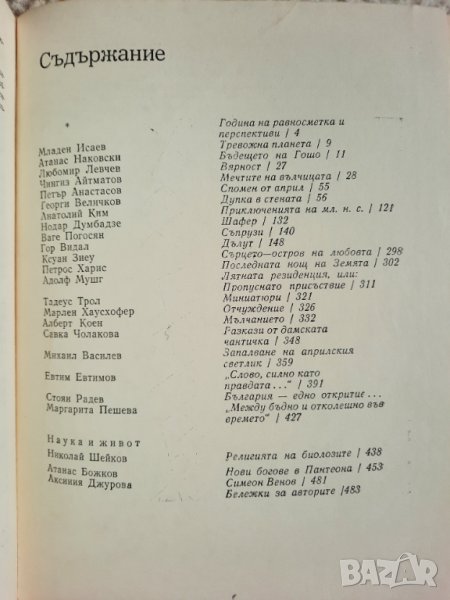 Съдържание
Година на равносметка и
перспективи | 4
Младен Исаев Тревожна планета | 9
Атанас Наковски Бъдещето на Гошо | 11
Любомир Левчев Вярност | 27
Чингиз Айтматов Мечтите на вълчицата | 28
Петър Анастасов Спомен от април | 55
Георги Величков Дупка в стената | 56
Анатолий Ким Приключенията на мл. н. с. | 121
Нодар Думбадзе Шафер | 132
Ваге Погосян Съпрузи | 140
Гор Видал Дълут | 148
Ксуан Зиеу Сърцето—остров на любовта | 298
Петрос Харис Последната нощ на Земята | 302
Адолф Мушг Лятната резиденция, или:
Пропуснато присъствие | 311
Тадеус Трол Миниатюри | 321
Марлен Хаусхофер Отчуждение | 326
Алберт Коен Мълчанието | 332
Савка Чолакова Разкази от дамската
чантичка | 348
Михаил Василев Запалване на априлския
светлик | 359
Евтим Евтимов „Слово, силно като
правдата . . .“ | 391
Стоян Радев България — едно открития . . .
Маргарита Пешева „Между бъдно и отколешно във
времето“ | 427
Наука и живот
Николай Шейков Религията на биолозите | 438
Атанас Божков Нови богове в Пантеона | 453
Аксиния Джурова Симеон Венов | 481
Бележки за авторите | 483
BAZAR